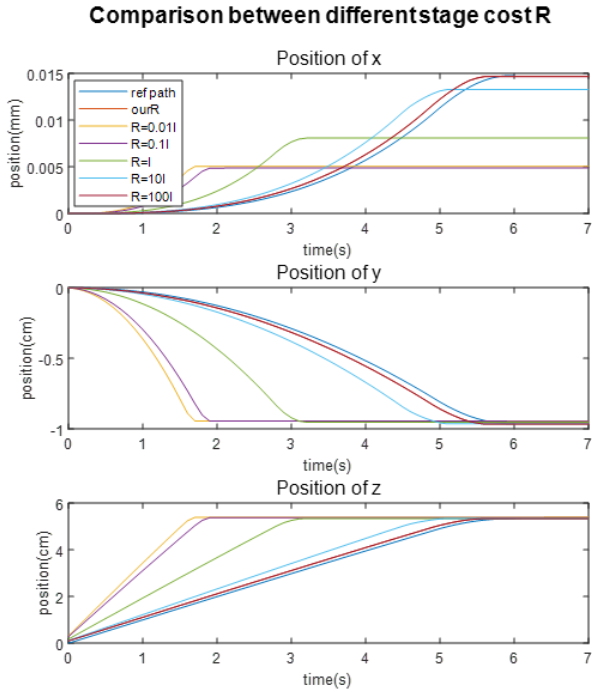 Comparison between different stage cost R
Position of x
position(mm)
0.015
0.01
0.005
0
ref path
ourR
R=0.01I
R=0.1I
R=I
R=10I
R=100I
0 1 2 3 4 5 6 7
time(s)
Position of y
position(cm)
0
-0.5
-1
0 1 2 3 4 5 6 7
time(s)
Position of z
position(cm)
6
4
2
0
0 1 2 3 4 5 6 7
time(s)